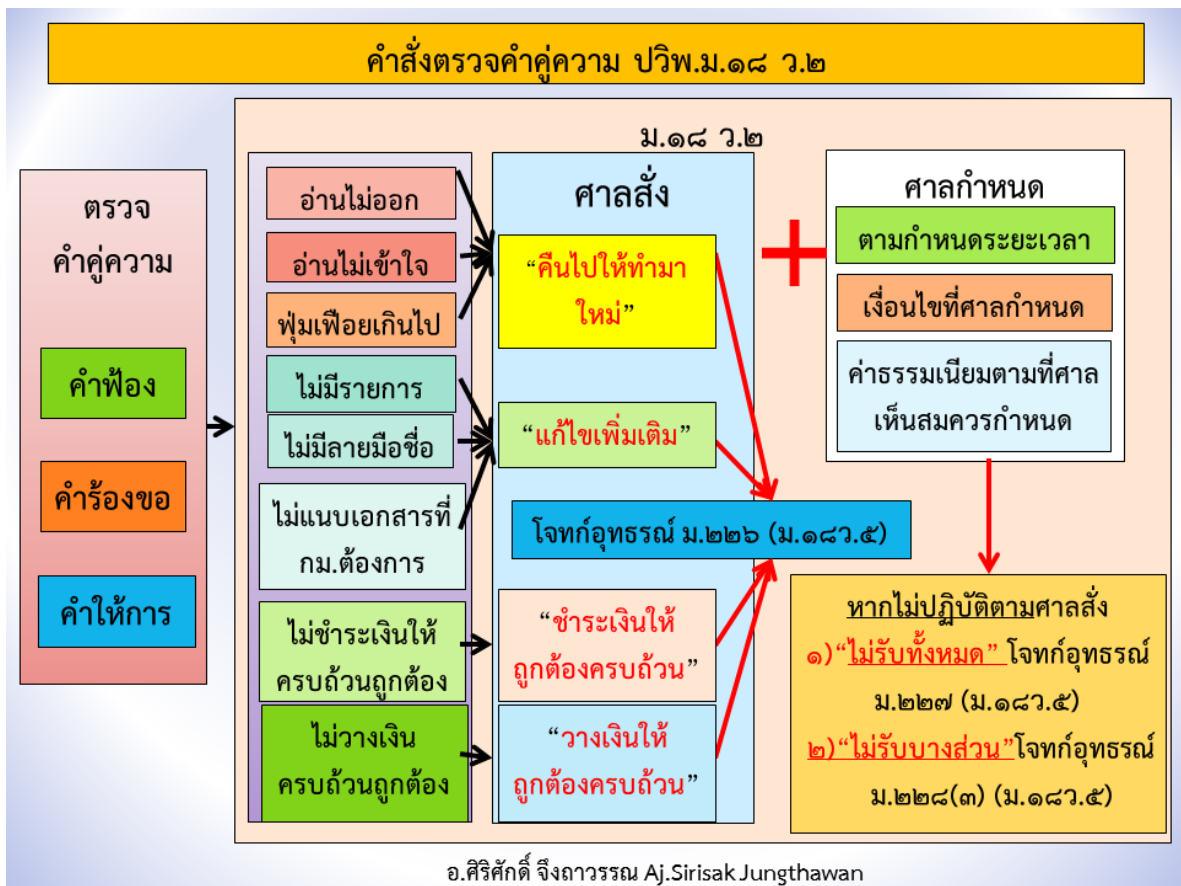 คำสั่งตรวจคำคู่ความ ปวิพ.ม.๑๘ ว.๒
ม.๑๘ ว.๒
ตรวจ
คำคู่ความ
คำฟ้อง
คำร้องขอ
คำให้การ
อ่านไม่ออก
อ่านไม่เข้าใจ
ฟุ่มเฟือยเกินไป
ไม่มีรายการ
ไม่มีลายมือชื่อ
ไม่แนบเอกสารที่
กม.ต้องการ
ไม่ชำระเงินให้
ครบถ้วนถูกต้อง
ไม่วางเงิน
ครบถ้วนถูกต้อง
ศาลสั่ง
“คืนไปให้ทำมา
ใหม่”
“แก้ไขเพิ่มเติม”
โจทก์อุทธรณ์ ม.๒๒๖ (ม.๑๘ว.๕)
“ชำระเงินให้
ถูกต้องครบถ้วน”
“วางเงินให้
ถูกต้องครบถ้วน”
ศาลกำหนด
ตามกำหนดระยะเวลา
เงื่อนไขที่ศาลกำหนด
ค่าธรรมเนียมตามที่ศาล
เห็นสมควรกำหนด
หากไม่ปฏิบัติตามศาลสั่ง
๑)“ไม่รับทั้งหมด” โจทก์อุทธรณ์
ม.๒๒๗ (ม.๑๘ว.๕)
๒)“ไม่รับบางส่วน”โจทก์อุทธรณ์
ม.๒๒๘(๓) (ม.๑๘ว.๕)
อ.ศิริศักดิ์ จึงถาวรรณ Aj.Sirisak Jungthawan